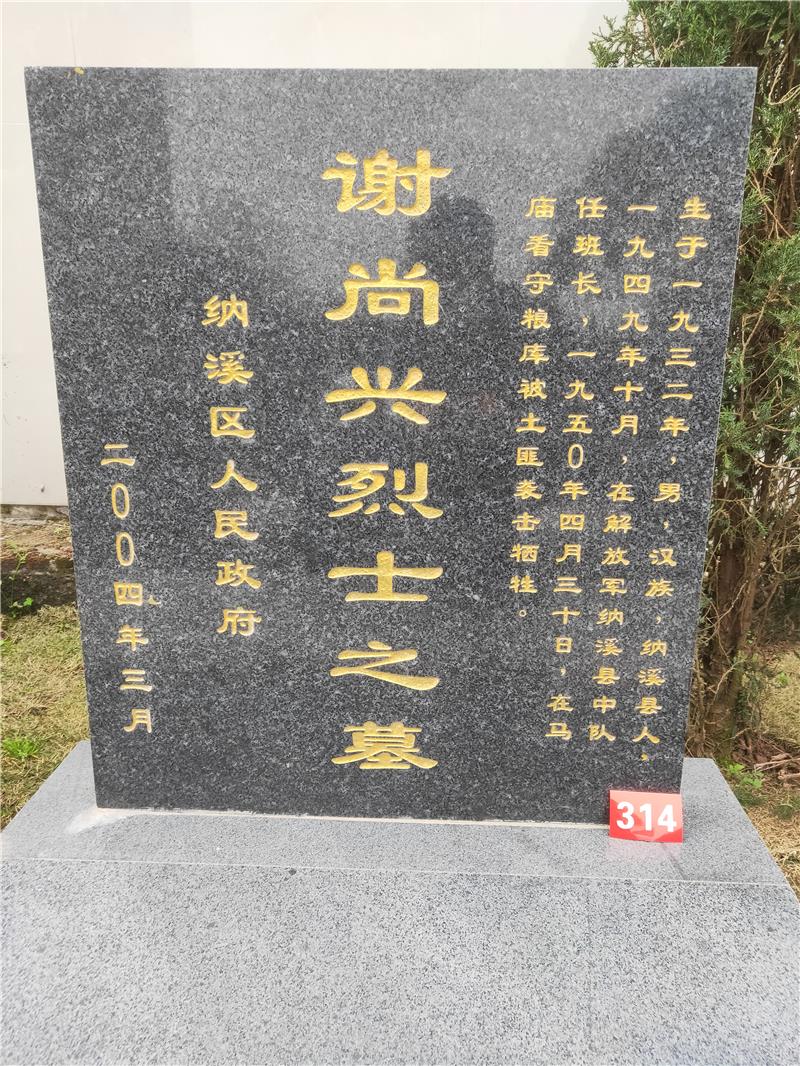 生于一九三二年，男，汉族，纳溪县人，
一九四九年十月，在解放军纳溪县中队
任班长，一九五0年四月三十日，在马
庙看守粮库被土匪袭击牺牲。
谢尚兴烈士之墓
纳溪区人民政府
二00四年三月
314